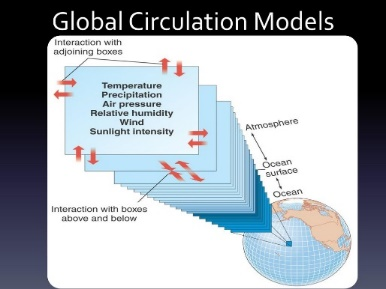 Global Circulation Models
Interaction with
adjoining boxes
Temperature
Precipitation
Air pressure
Relative humidity
Wind
Sunlight intensity
Atmosphere
Ocean
surface
Ocean
Interaction with boxes
above and below